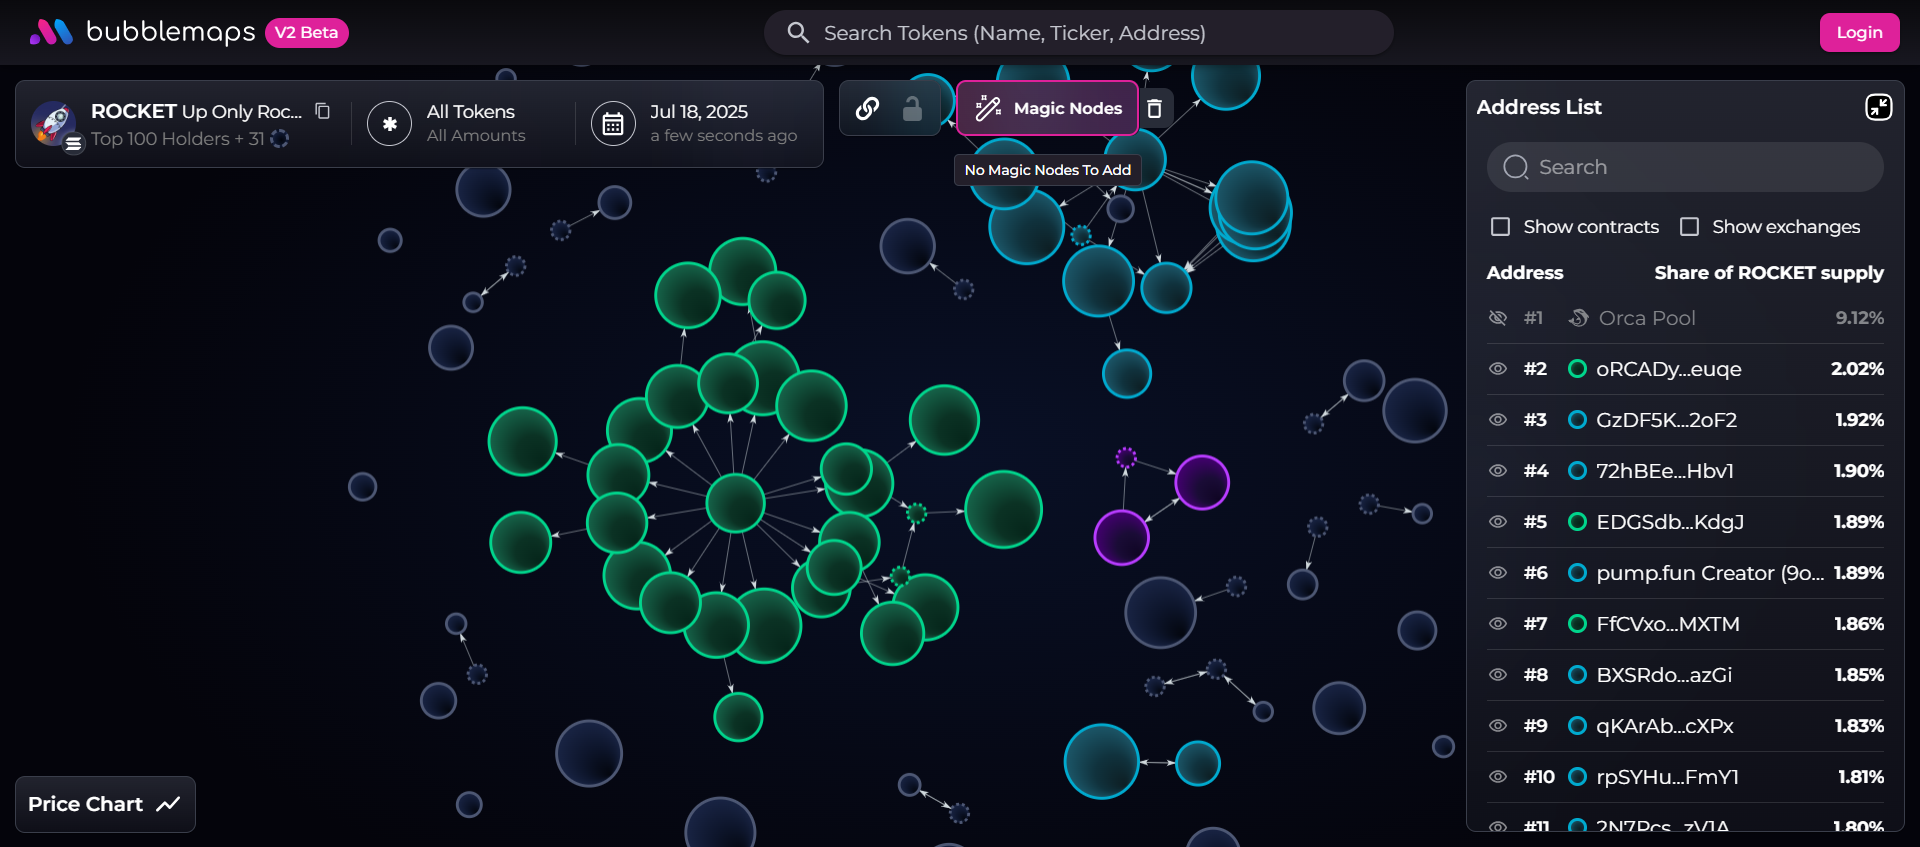 bubblemaps V2 Beta
Search Tokens (Name, Ticker, Address)
Login
ROCKET Up Only Roc...
Top 100 Holders + 31
All Tokens
All Amounts
Jul 18, 2025
a few seconds ago
Magic Nodes
No Magic Nodes To Add
Address List
Search
Show contracts Show exchanges
Address Share of ROCKET supply
#1 Orca Pool 9.12%
#2 oRCADy...euqe 2.02%
#3 GzDF5K...2oF2 1.92%
#4 72hBEe...Hbv1 1.90%
#5 EDGSdb...KdgJ 1.89%
#6 pump.fun Creator (9o... 1.89%
#7 FfCVxo...MXTM 1.86%
#8 BXSRdo...azGi 1.85%
#9 qKArAb...cXPx 1.83%
#10 rpSYHu...FmY1 1.81%
#11 2N7Pcs...zV1A 1.80%
Price Chart